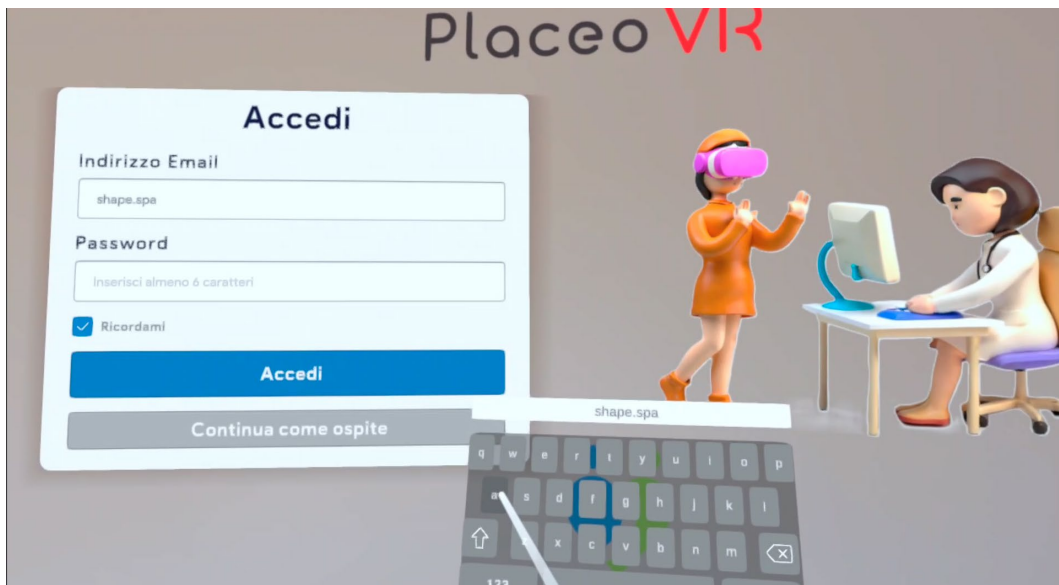 Placeo VR
Accedi
Indirizzo Email
shape.spa
Password
Inserisci almeno 6 caratteri
Ricordami
Accedi
Continua come ospite
shape.spa
q w e r t y u i o p
a s d f g h j k l
x c v b n m
123